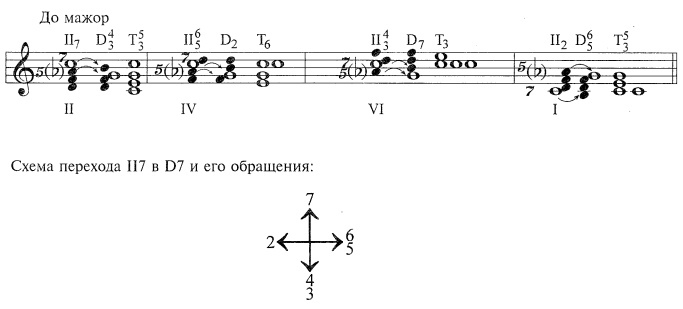 До мажор
II7 D4 3 T5 3 II6 5 D2 T6 II4 3 D7 T3 II2 D6 5 T5 3
7 5(♭) 7 5(♭) 7 5(♭) 5(♭) 7
II IV VI I
Схема перехода II7 в D7 и его обращения:
7
2 6 5
4
3